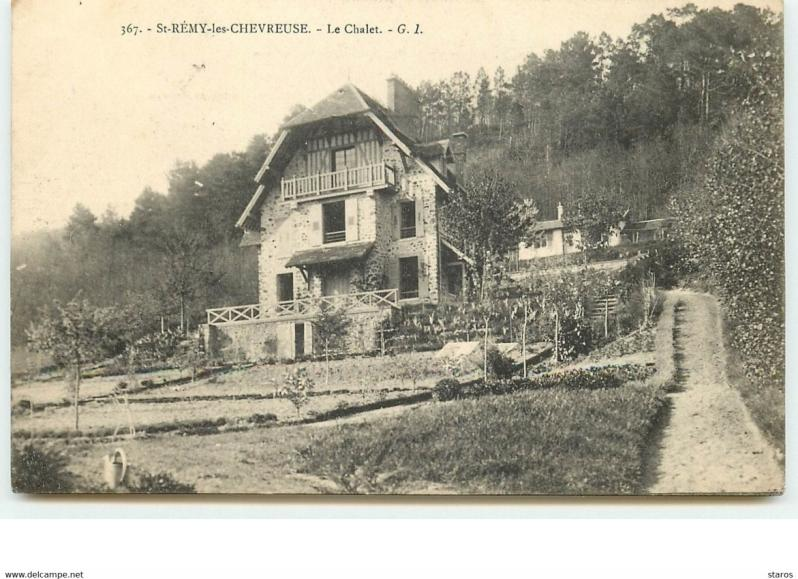 367. - St-RÉMY-les-CHEVREUSE. - Le Chalet. - G. I.
www.delcampe.net
staros